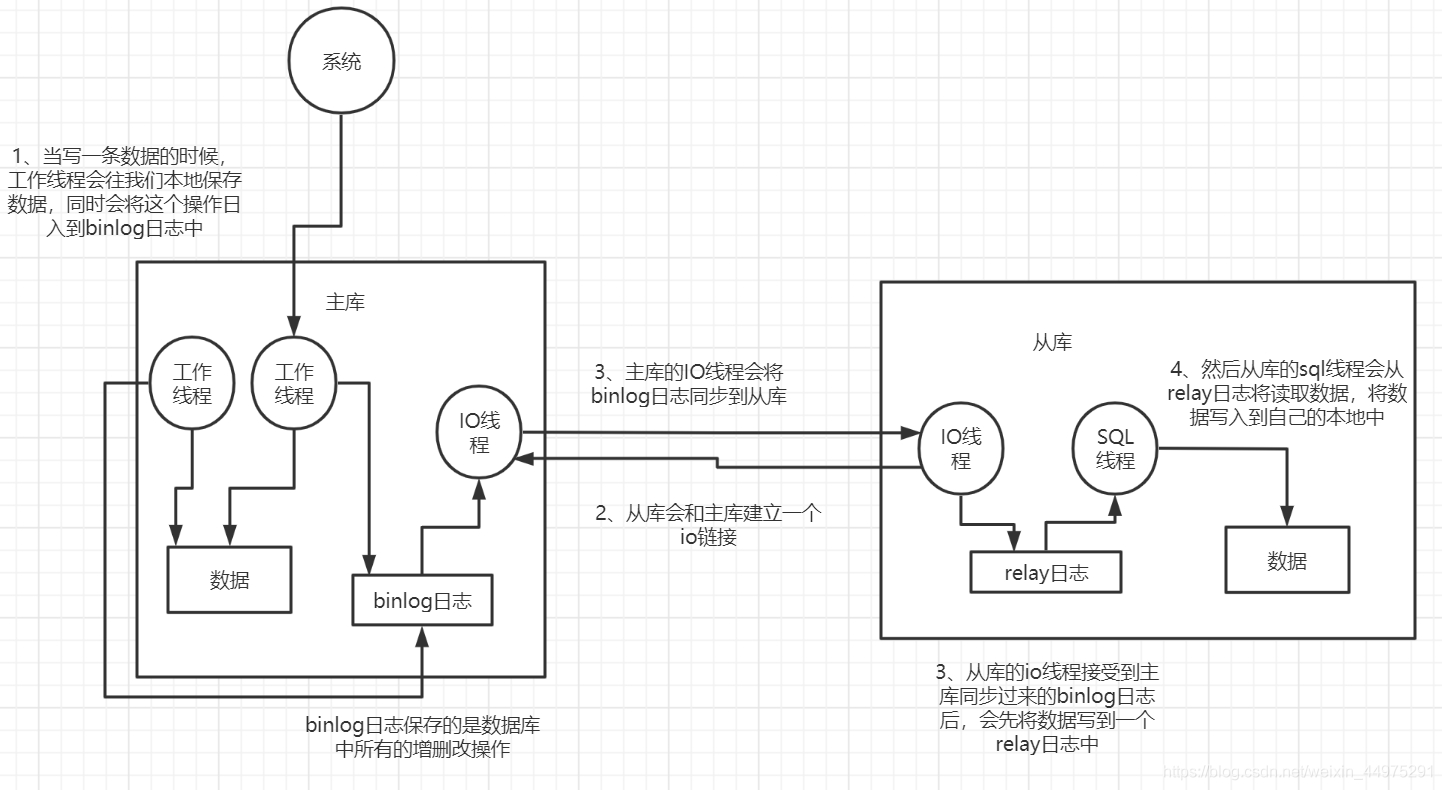 系统
1、当写一条数据的时候，
工作线程会往我们本地保存
数据，同时会将这个操作日
入到binlog日志中
主库
工作
线程
工作
线程
IO线
程
数据
binlog日志
binlog日志保存的是数据库
中所有的增删改操作
3、主库的IO线程会将
binlog日志同步到从库
2、从库会和主库建立一个
io链接
从库
IO线
程
SQL
线程
4、然后从库的sql线程会从
relay日志将读取数据，将数
据写入到自己的本地中
relay日志
数据
3、从库的io线程接受到主
库同步过来的binlog日志
后，会先将数据写到一个
relay日志中
https://blog.csdn.net/weixin_44975291